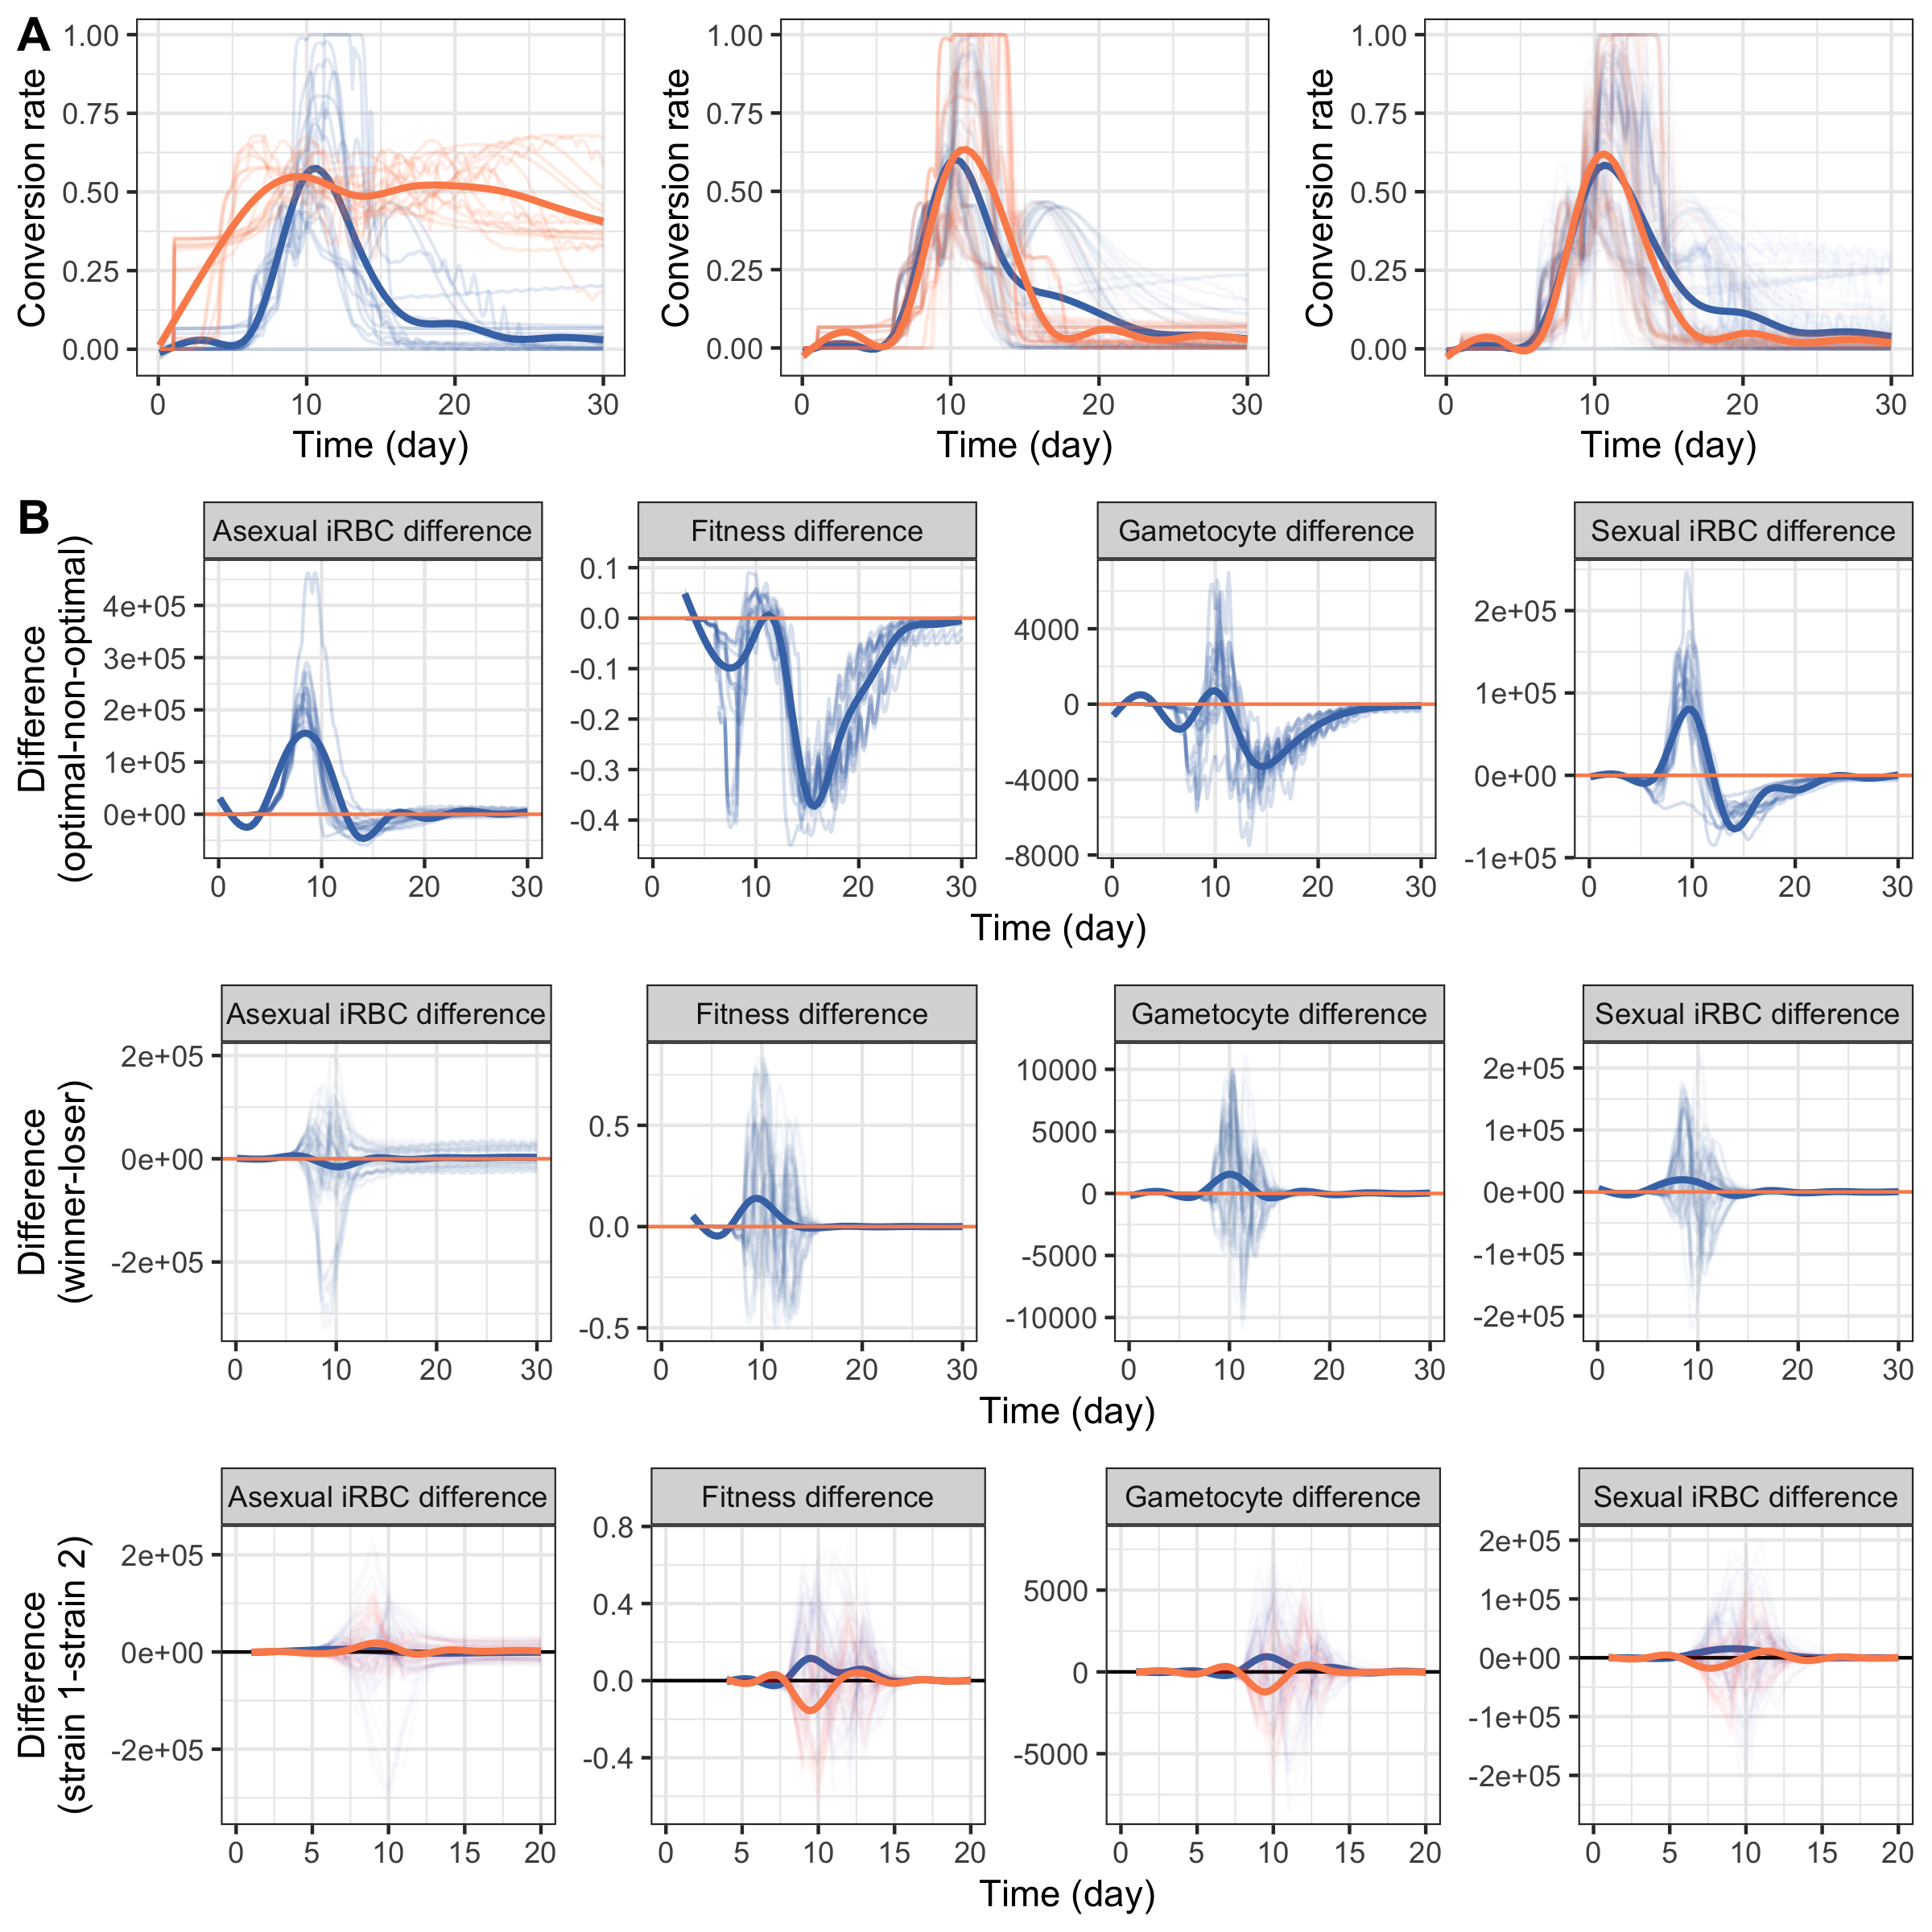 A
Conversion rate
1.00
0.75
0.50
0.25
0.00
0 10 20 30
Time (day)
Conversion rate
1.00
0.75
0.50
0.25
0.00
0 10 20 30
Time (day)
Conversion rate
1.00
0.75
0.50
0.25
0.00
0 10 20 30
Time (day)
B
Difference
(optimal-non-optimal)
Asexual iRBC difference
4e+05
3e+05
2e+05
1e+05
0e+00
0 10 20 30
Fitness difference
0.1
0.0
-0.1
-0.2
-0.3
-0.4
0 10 20 30
Gametocyte difference
4000
0
-4000
-8000
0 10 20 30
Sexual iRBC difference
2e+05
1e+05
0e+00
-1e+05
0 10 20 30
Time (day)
Difference
(winner-loser)
Asexual iRBC difference
2e+05
0e+00
-2e+05
0 10 20 30
Fitness difference
0.5
0.0
-0.5
0 10 20 30
Gametocyte difference
10000
5000
0
-5000
-10000
0 10 20 30
Sexual iRBC difference
2e+05
1e+05
0e+00
-1e+05
-2e+05
0 10 20 30
Time (day)
Difference
(strain 1-strain 2)
Asexual iRBC difference
2e+05
0e+00
-2e+05
0 5 10 15 20
Fitness difference
0.8
0.4
0.0
-0.4
0 5 10 15 20
Gametocyte difference
5000
0
-5000
0 5 10 15 20
Sexual iRBC difference
2e+05
1e+05
0e+00
-1e+05
-2e+05
0 5 10 15 20
Time (day)